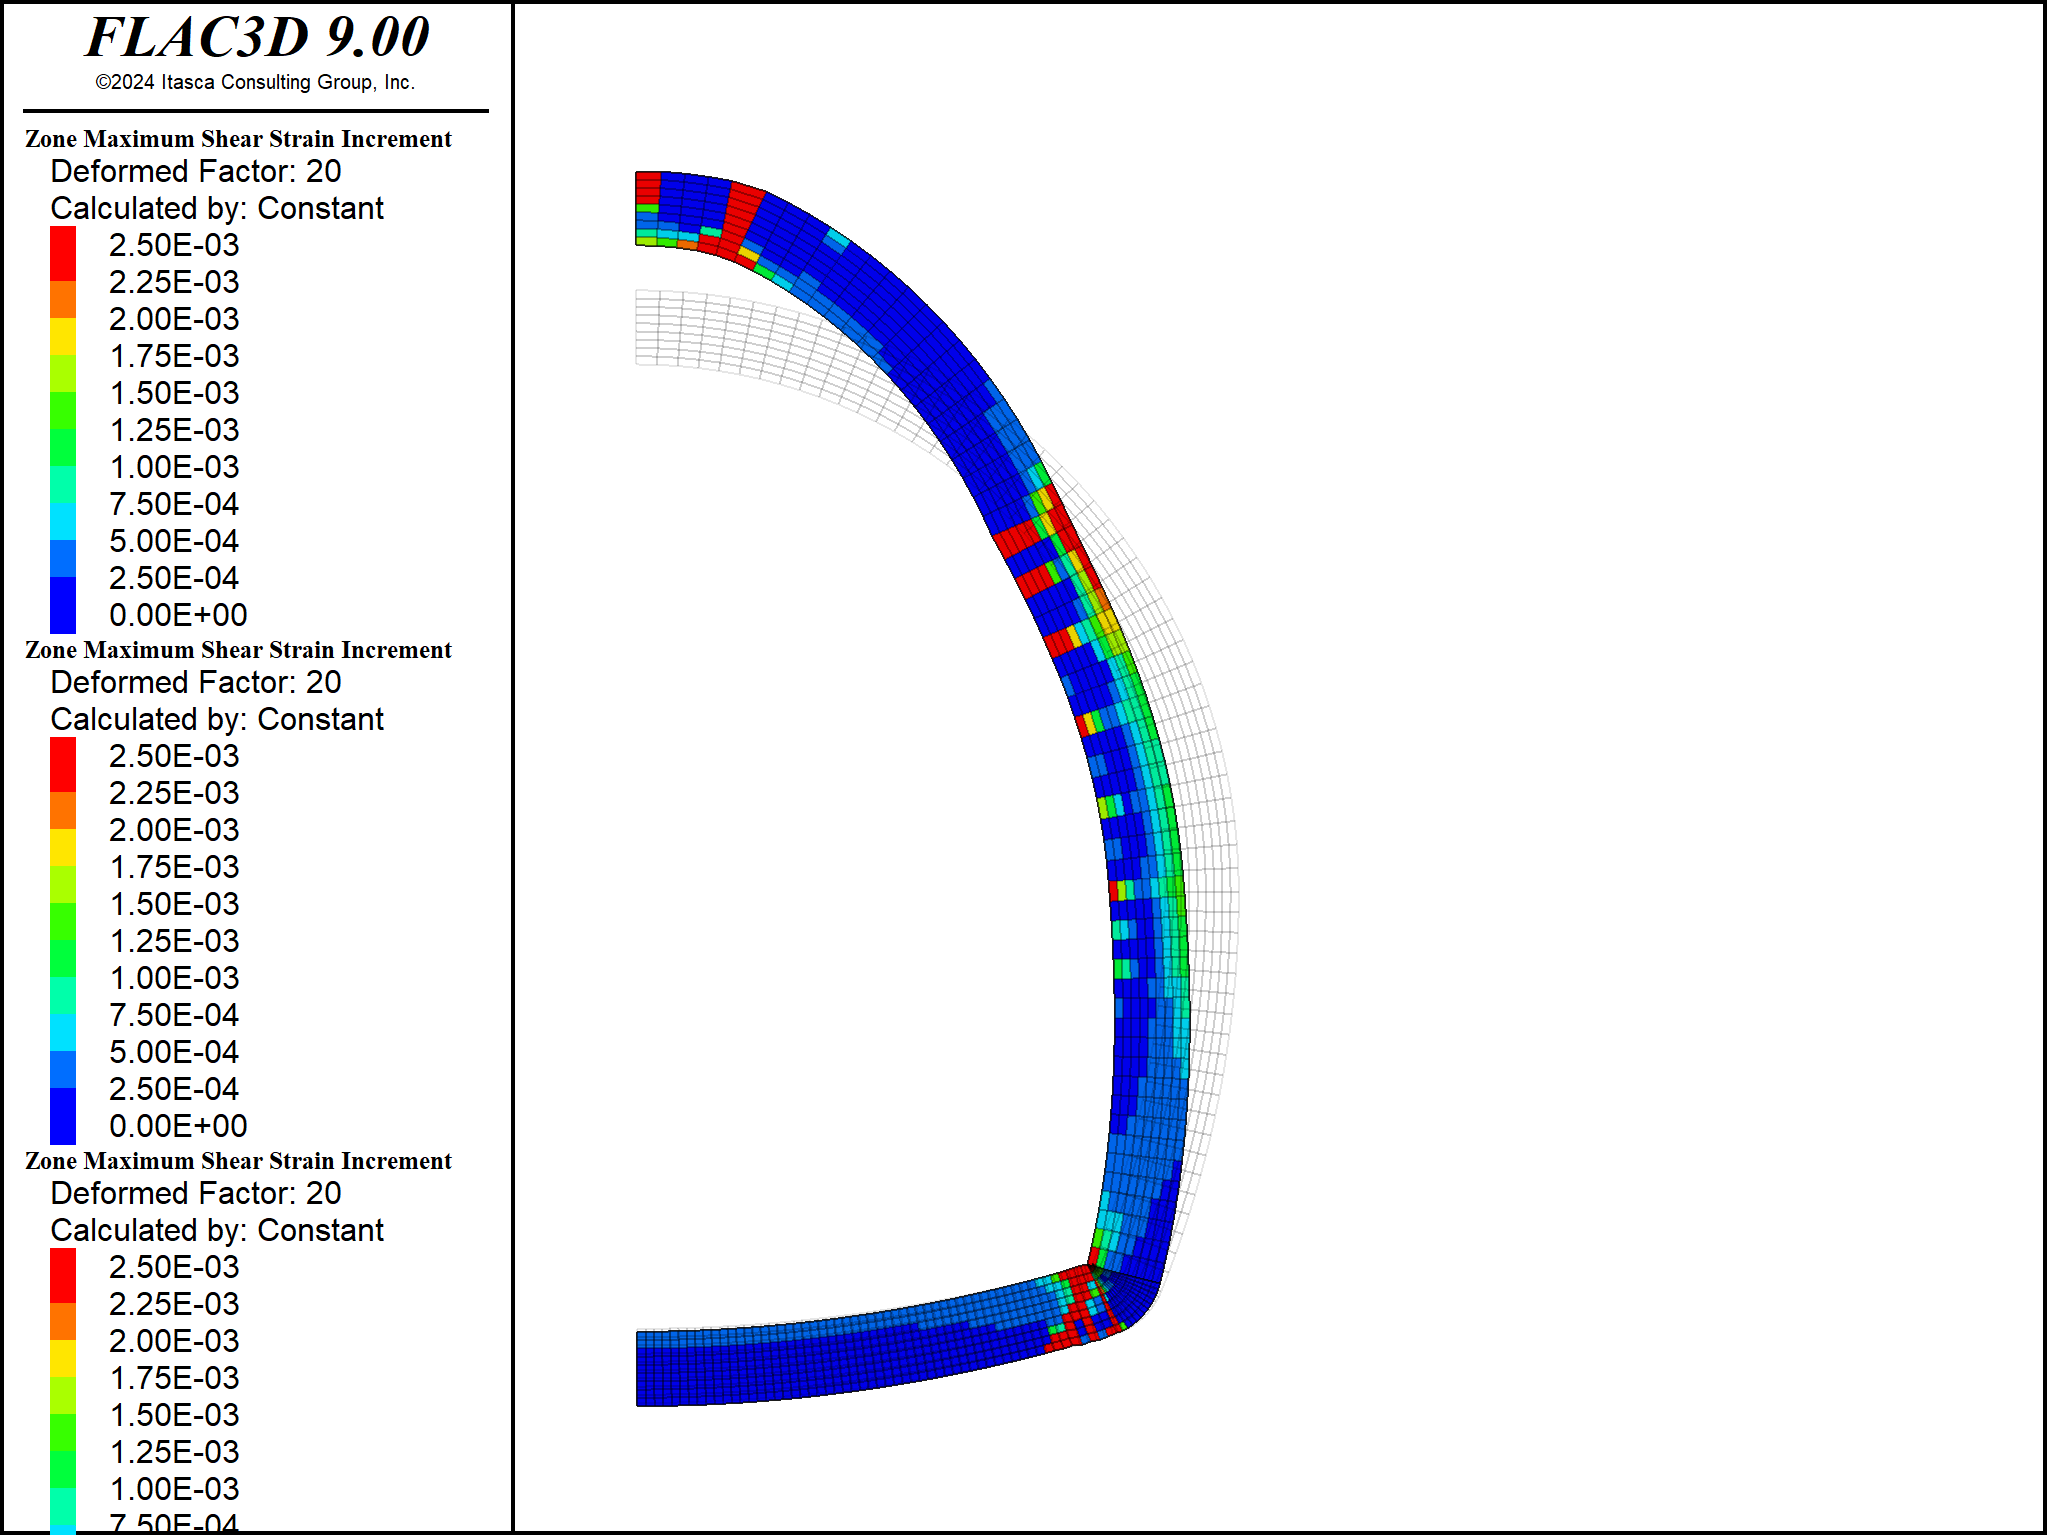 FLAC3D 9.00
©2024 Itasca Consulting Group, Inc.
Zone Maximum Shear Strain Increment
Deformed Factor: 20
Calculated by: Constant
2.50E-03
2.25E-03
2.00E-03
1.75E-03
1.50E-03
1.25E-03
1.00E-03
7.50E-04
5.00E-04
2.50E-04
0.00E+00
Zone Maximum Shear Strain Increment
Deformed Factor: 20
Calculated by: Constant
2.50E-03
2.25E-03
2.00E-03
1.75E-03
1.50E-03
1.25E-03
1.00E-03
7.50E-04
5.00E-04
2.50E-04
0.00E+00
Zone Maximum Shear Strain Increment
Deformed Factor: 20
Calculated by: Constant
2.50E-03
2.25E-03
2.00E-03
1.75E-03
1.50E-03
1.25E-03
1.00E-03
7.50E-04